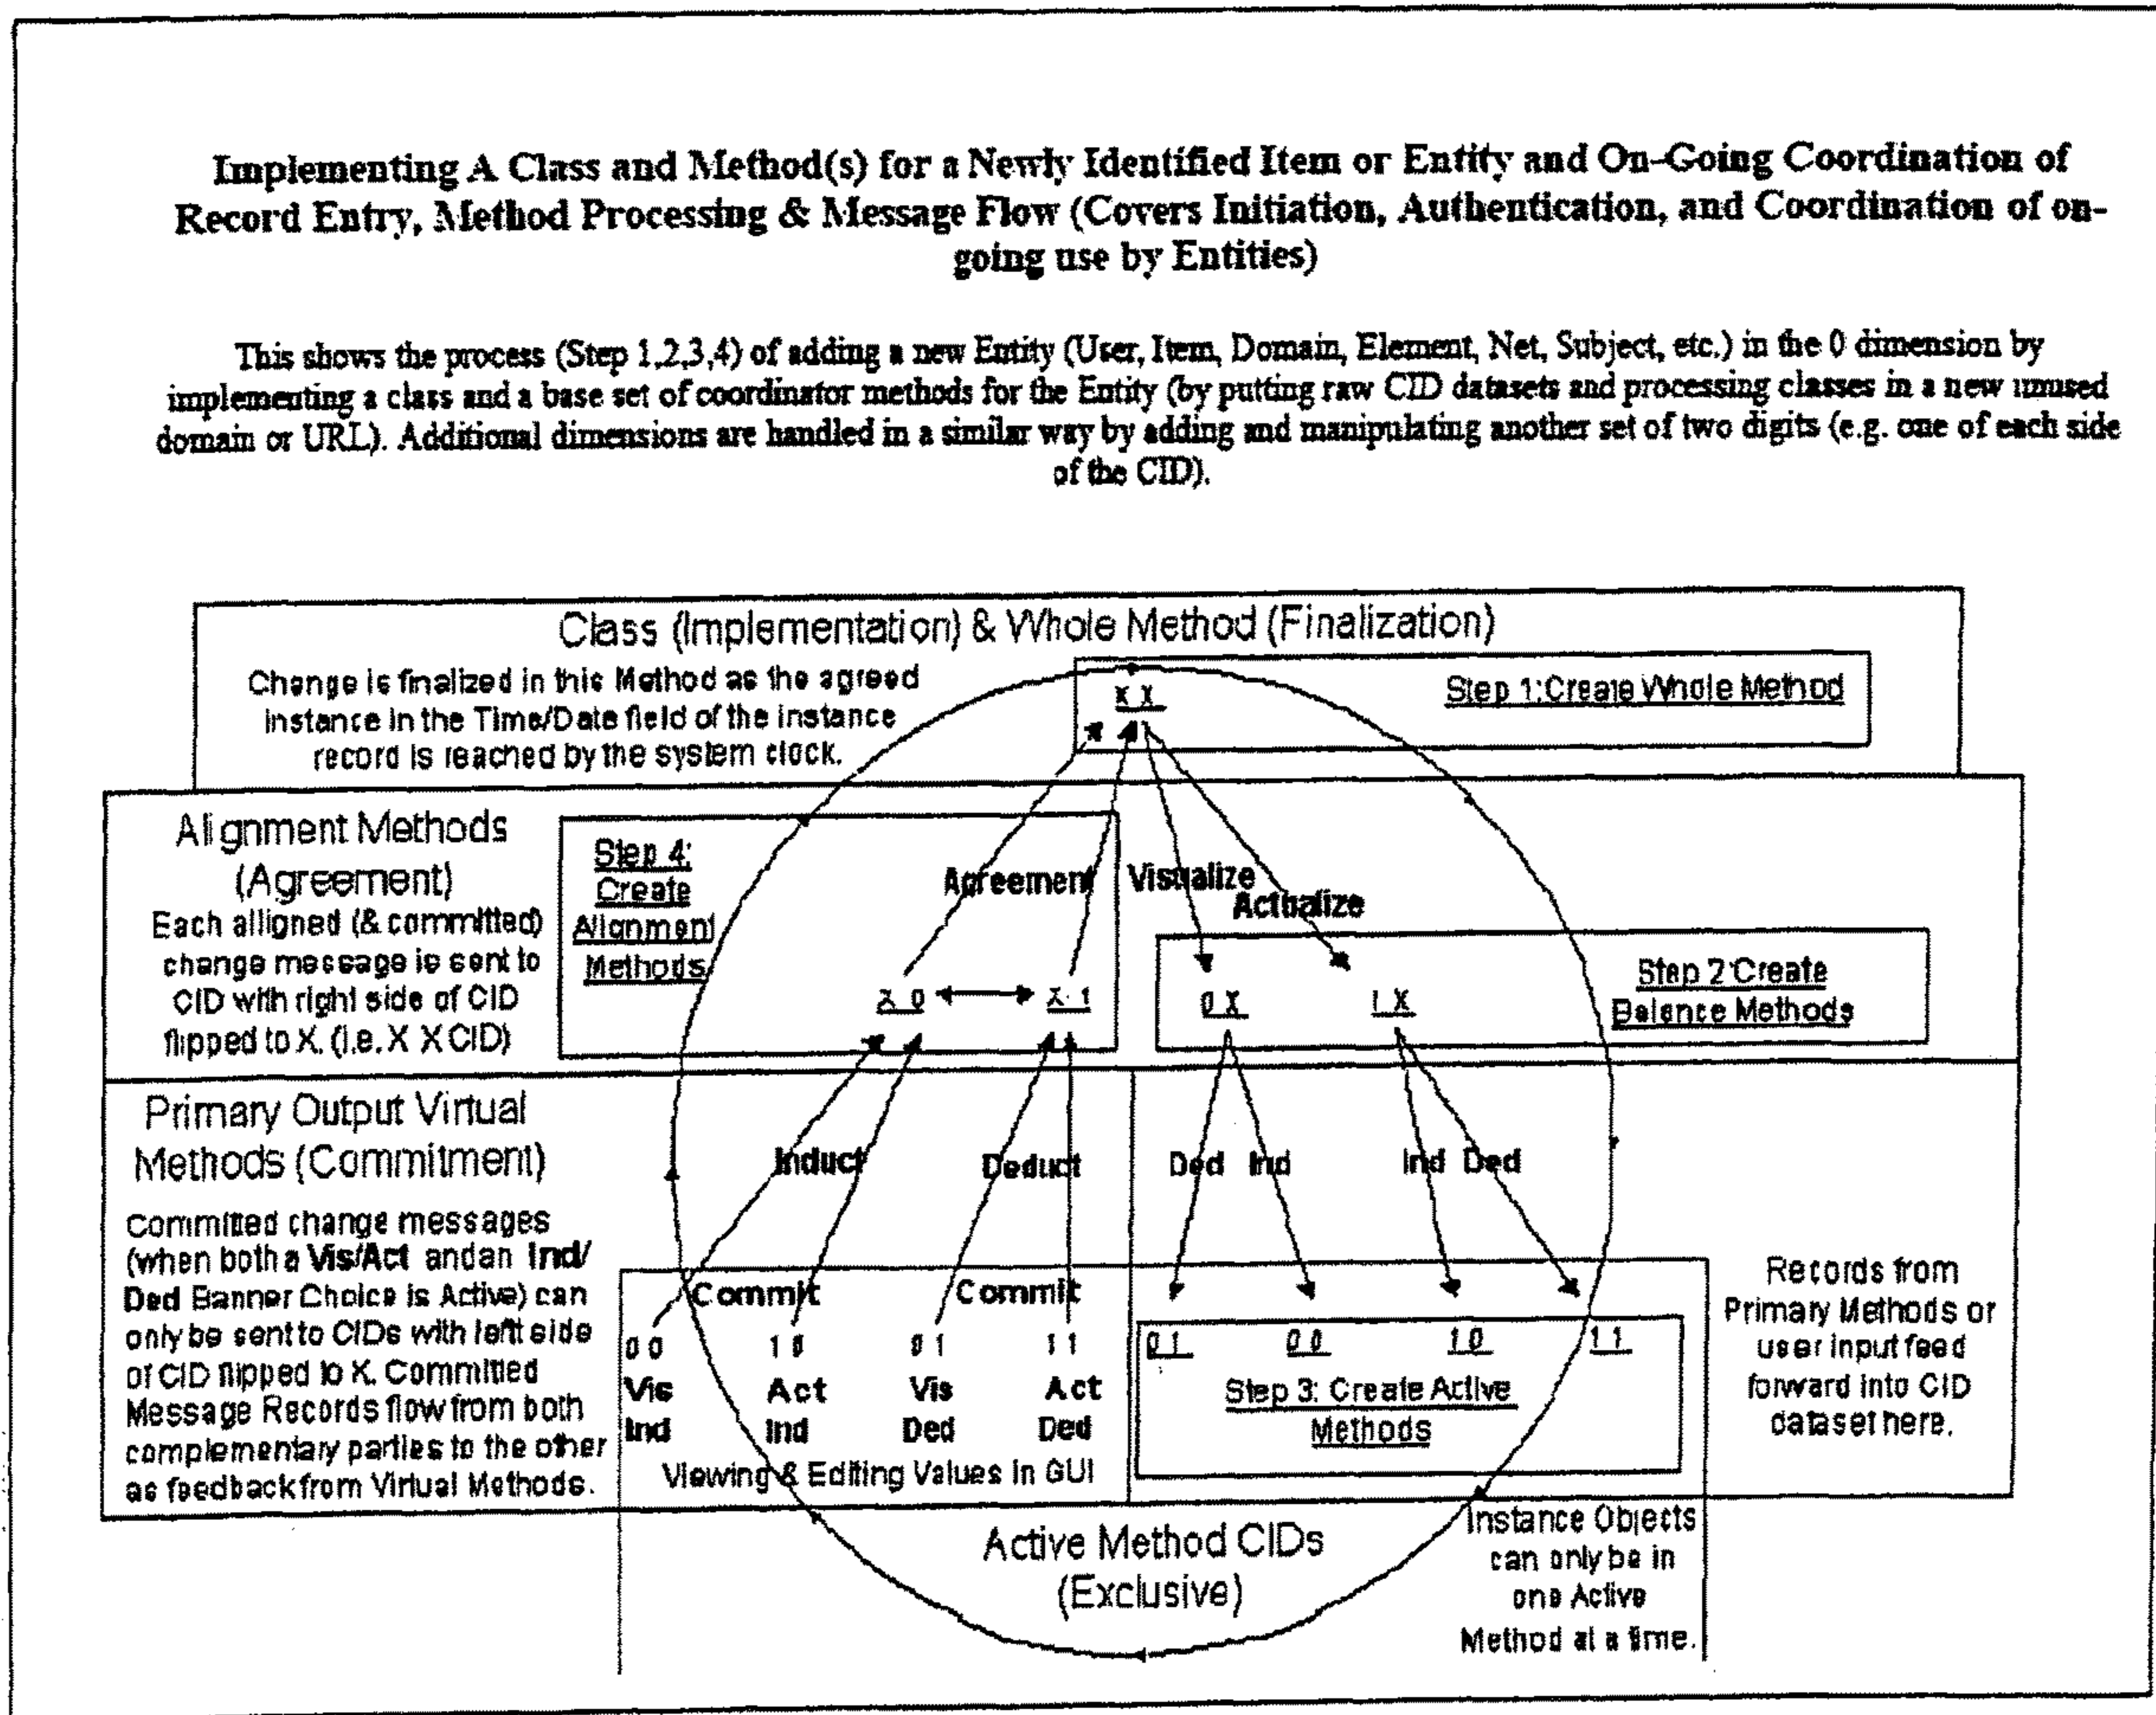 Implementing A Class and Method(s) for a Newly Identified Item or Entity and On-Going Coordination of
Record Entry, Method Processing & Message Flow (Covers Initiation, Authentication, and Coordination of on-
going use by Entities)
This shows the process (Step 1,2,3,4) of adding a new Entity (User, Item, Domain, Element, Net, Subject, etc.) in the 0 dimension by
implementing a class and a base set of coordinator methods for the Entity (by putting raw CID datasets and processing classes in a new unused
domain or URL). Additional dimensions are handled in a similar way by adding and manipulating another set of two digits (e.g. one of each side
of the CID).
Class (Implementation) & Whole Method (Finalization)
Change is finalized in this Method as the agreed
instance in the Time/Date field of the instance
record is reached by the system clock.
X X
Step 1:Create Whole Method
Alignment Methods
(Agreement)
Each alligned (& committed)
change message is sent to
CID with right side of CID
flipped to X. (i.e. X X CID)
Step 4:
Create
Alignment
Methods
Agreement
X 0
X 1
Visualize
Actualize
0 X
1 X
Step 2:Create
Balance Methods
Primary Output Virtual
Methods (Commitment)
Committed change messages
(when both a Vis/Act and an Ind/
Ded Banner Choice is Active) can
only be sent to CIDs with left side
of CID flipped to X. Committed
Message Records flow from both
complementary parties to the other
as feedback from Virtual Methods.
Induct
Deduct
Commit
Commit
0 0
1 0
0 1
1 1
Vis
Act
Vis
Act
Ind
Ind
Ded
Ded
Viewing & Editing Values in GUI
Ded
Ind
Ind
Ded
0 1
0 0
1 0
1 1
Step 3: Create Active
Methods
Records from
Primary Methods or
user input feed
forward into CID
dataset here.
Active Method CIDs
(Exclusive)
Instance Objects
can only be in
one Active
Method at a time.